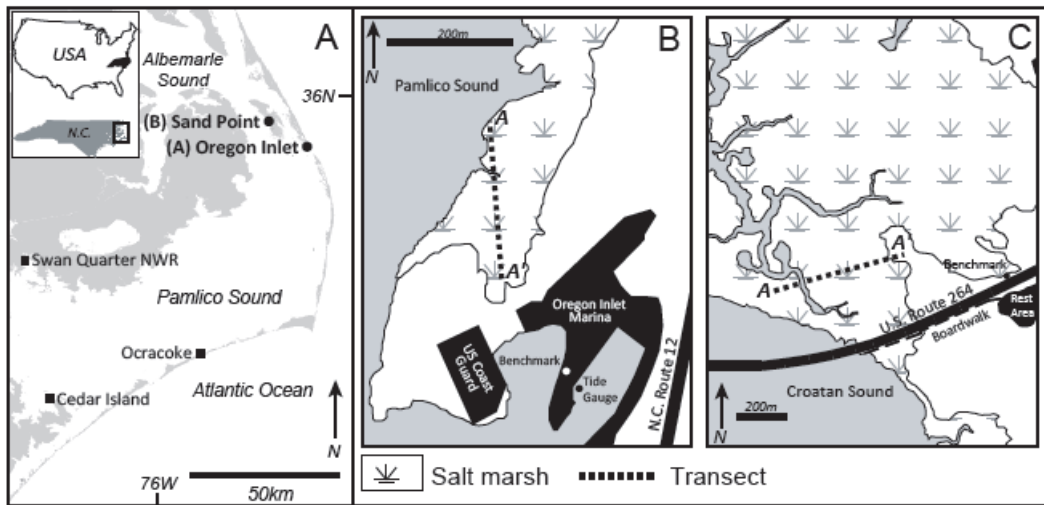 A
USA
N.C.
Albemarle
Sound
36N
(B) Sand Point
(A) Oregon Inlet
Swan Quarter NWR
Pamlico Sound
Ocracoke
Atlantic Ocean
Cedar Island
N
76W
50km
B
200m
N
Pamlico Sound
A
A'
Oregon Inlet
Marina
US Coast
Guard
Benchmark
Tide
Gauge
N.C. Route 12
C
A'
A
Benchmark
U.S. Route 264
Boardwalk
Rest
Area
Croatan Sound
200m
N
Salt marsh
Transect